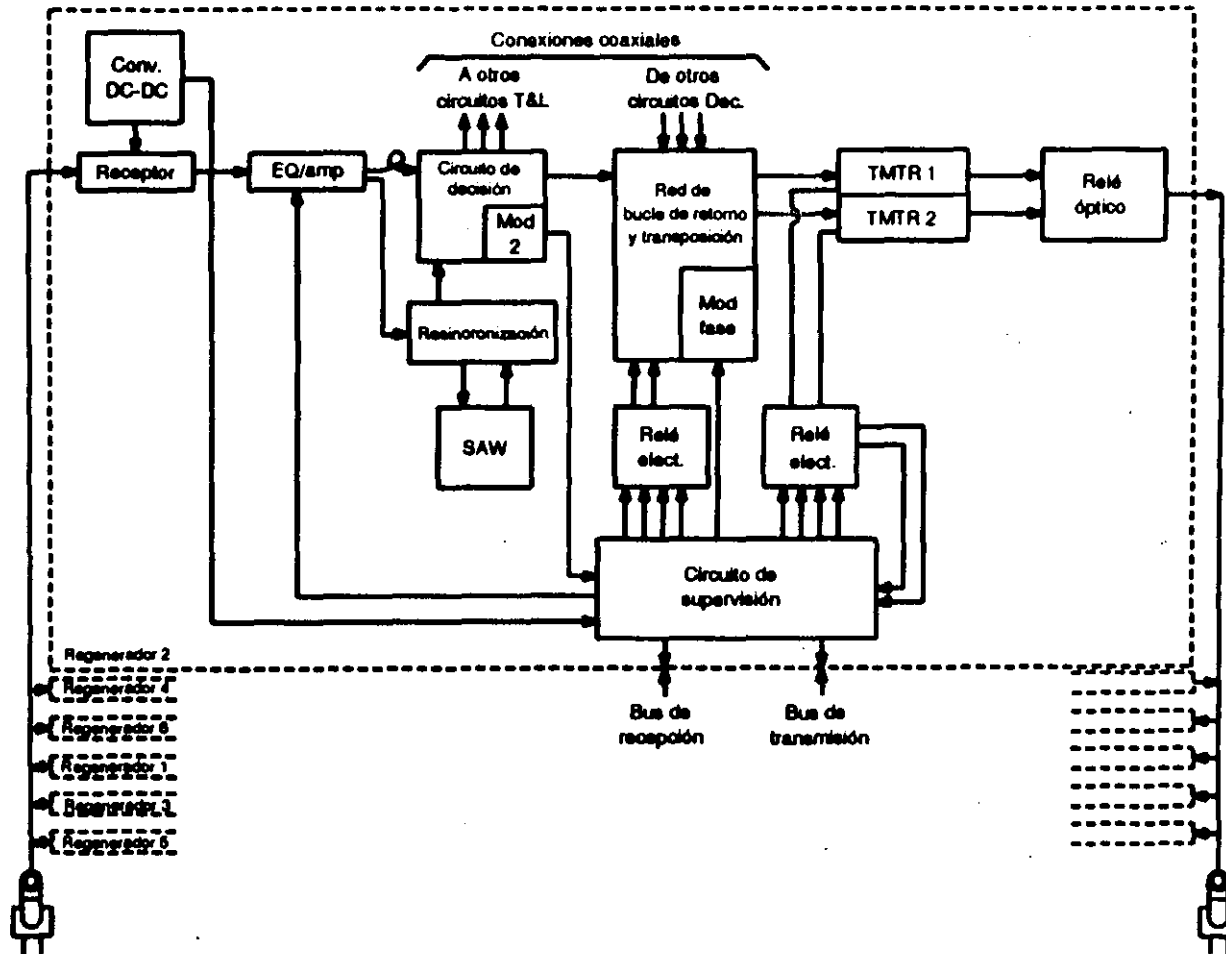 Conexiones coaxiales
Conv.
DC-DC
A otros
circuitos T&L
De otros
circuitos Dec.
Receptor
EQ/amp
Circuito de
decisión
Mod
2
Red de
bucle de retorno
y transposición
Mod
fase
TMTR 1
TMTR 2
Relé
óptico
Resincronización
SAW
Relé
elect.
Relé
elect.
Circuito de
supervisión
Regenerador 2
Regenerador 4
Regenerador 6
Regenerador 1
Regenerador 3
Regenerador 5
Bus de
recepción
Bus de
transmisión